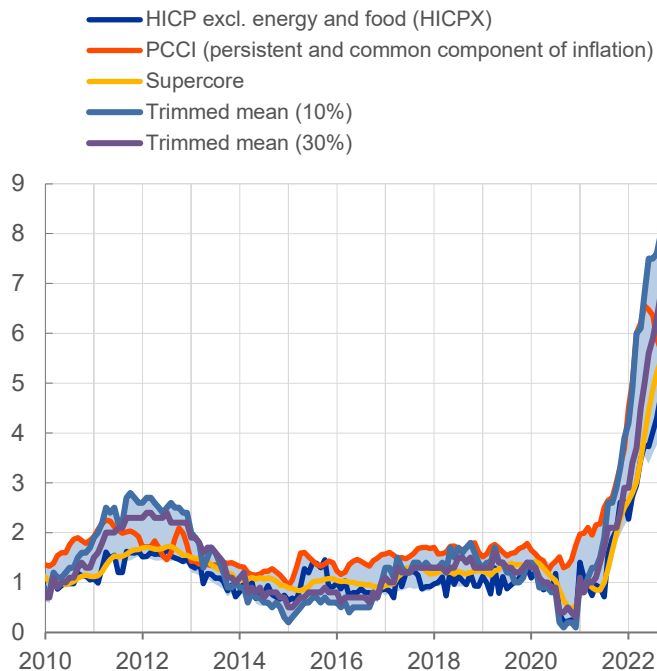 HICP excl. energy and food (HICPX)
PCCI (persistent and common component of inflation)
Supercore
Trimmed mean (10%)
Trimmed mean (30%)
9
8
7
6
5
4
3
2
1
0
2010 2012 2014 2016 2018 2020 2022